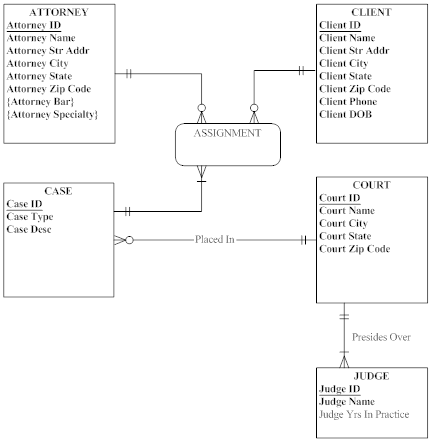 ATTORNEY
Attorney ID
Attorney Name
Attorney Str Addr
Attorney City
Attorney State
Attorney Zip Code
{Attorney Bar}
{Attorney Specialty}
CLIENT
Client ID
Client Name
Client Str Addr
Client City
Client State
Client Zip Code
Client Phone
Client DOB
ASSIGNMENT
CASE
Case ID
Case Type
Case Desc
COURT
Court ID
Court Name
Court City
Court State
Court Zip Code
Placed In
Presides Over
JUDGE
Judge ID
Judge Name
Judge Yrs In Practice